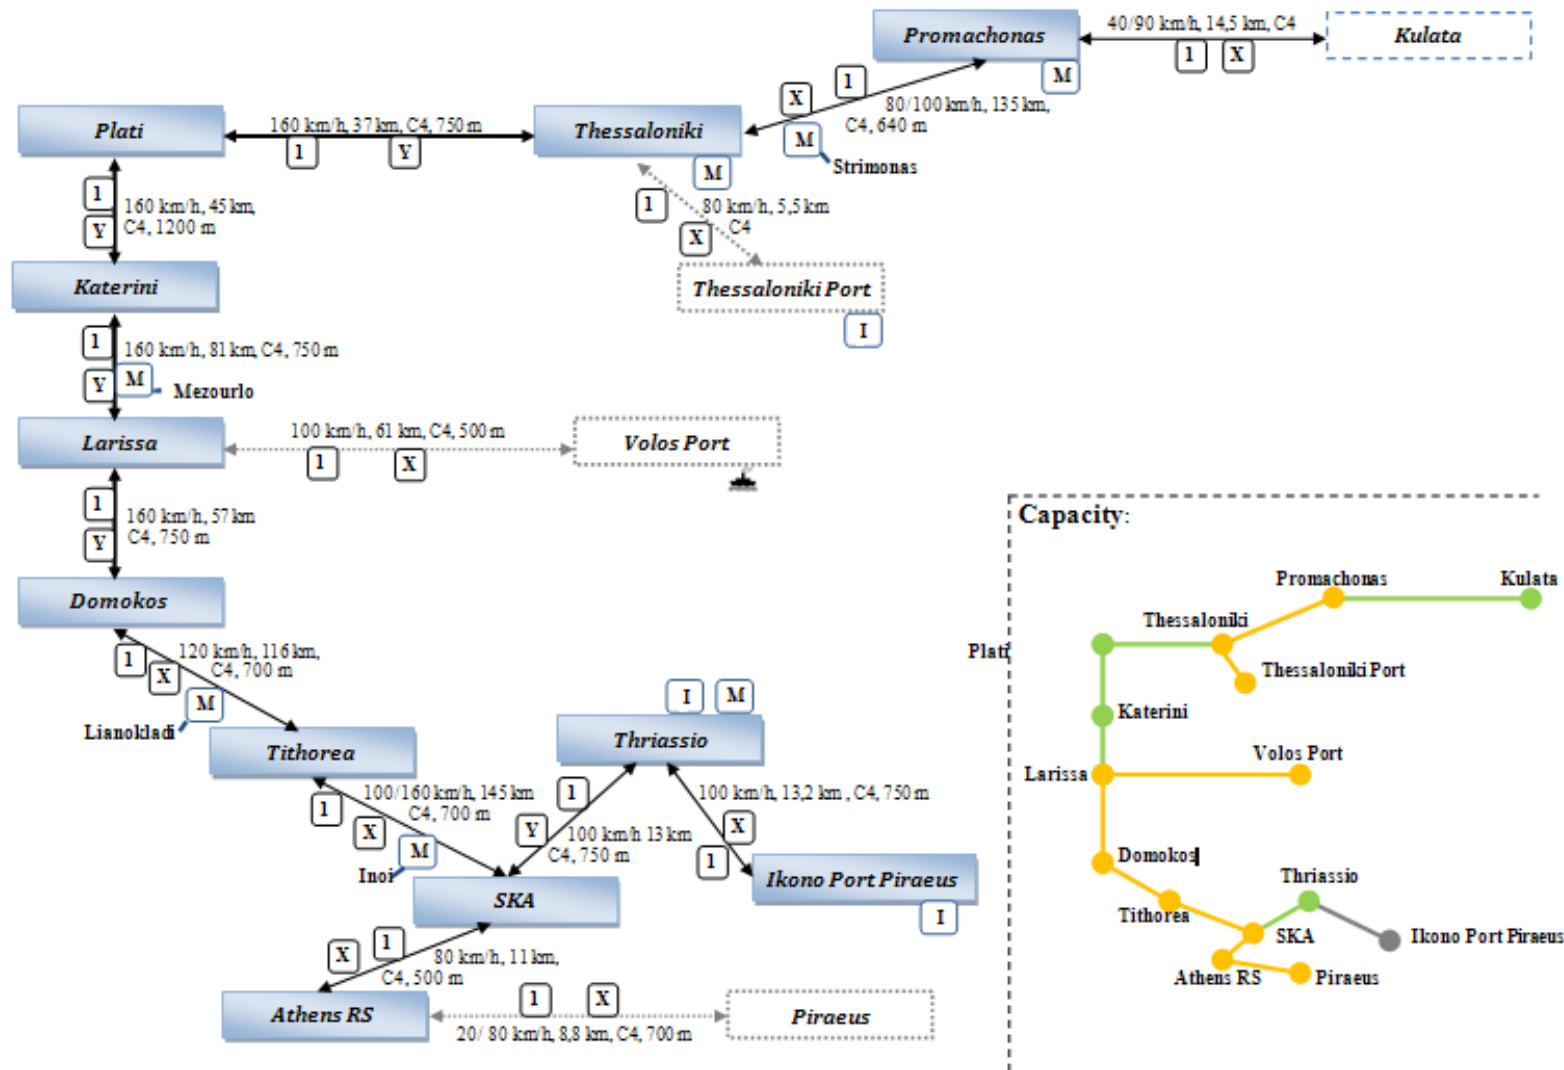 Promachonas
40/90 km/h, 14,5 km, C4
1 X
Kulata
M
X 1
80/100 km/h, 135 km,
C4, 640 m
M
Strimonas
Plati
160 km/h, 37 km, C4, 750 m
1 Y
Thessaloniki
M
1
Y
160 km/h, 45 km,
C4, 1200 m
1
X
80 km/h, 5,5 km
C4
Katerini
Thessaloniki Port
I
1
Y
160 km/h, 81 km, C4, 750 m
M
Mezourlo
Larissa
100 km/h, 61 km, C4, 500 m
1 X
Volos Port
1
Y
160 km/h, 57 km
C4, 750 m
Domokos
1
X
120 km/h, 116 km,
C4, 700 m
M
Lianokladi
Tithorea
I M
Thriassio
1
X
100/160 km/h, 145 km
C4, 700 m
M
Inoi
1
Y
100 km/h 13 km
C4, 750 m
100 km/h, 13,2 km , C4, 750 m
X
1
Ikono Port Piraeus
I
SKA
X 1
80 km/h, 11 km,
C4, 500 m
Athens RS
1 X
20/ 80 km/h, 8,8 km, C4, 700 m
Piraeus
Capacity:
Promachonas
Kulata
Thessaloniki
Plati
Thessaloniki Port
Katerini
Volos Port
Larissa
Domokos
Thriassio
Tithorea
SKA
Ikono Port Piraeus
Athens RS
Piraeus